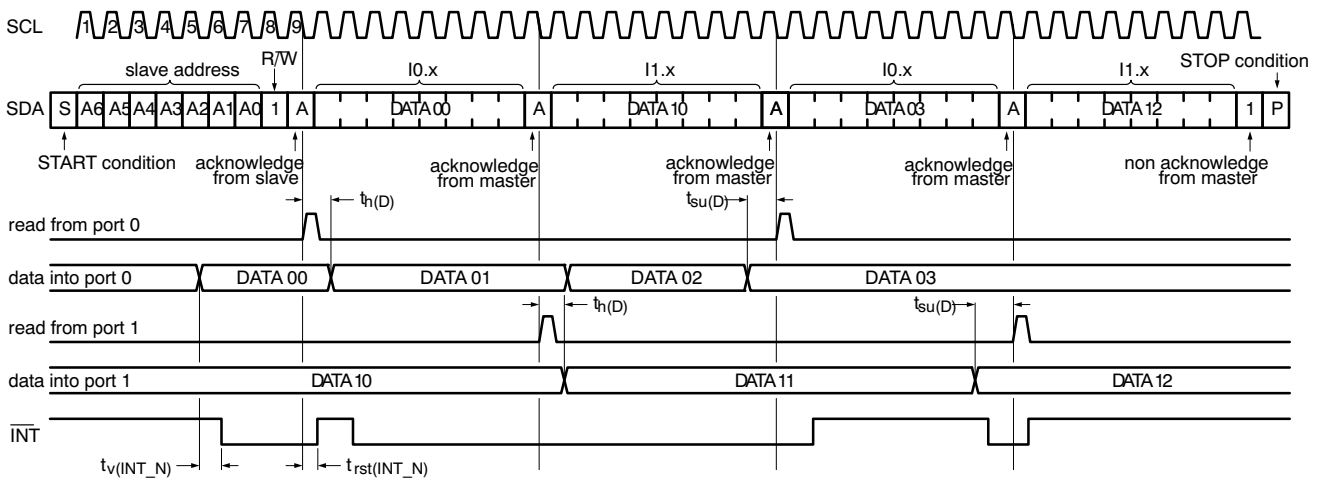 SCL 1 2 3 4 5 6 7 8 9
R/W STOP condition
slave address I0.x I1.x I0.x I1.x
SDA S A6 A5 A4 A3 A2 A1 A0 1 A DATA 00 A DATA 10 A DATA 03 A DATA 12 1 P
START condition acknowledge from slave acknowledge from master acknowledge from master acknowledge from master non acknowledge from master
th(D) tsu(D)
read from port 0
data into port 0 DATA 00 DATA 01 DATA 02 DATA 03
th(D) tsu(D)
read from port 1
data into port 1 DATA 10 DATA 11 DATA 12
INT
tv(INT_N) trst(INT_N)